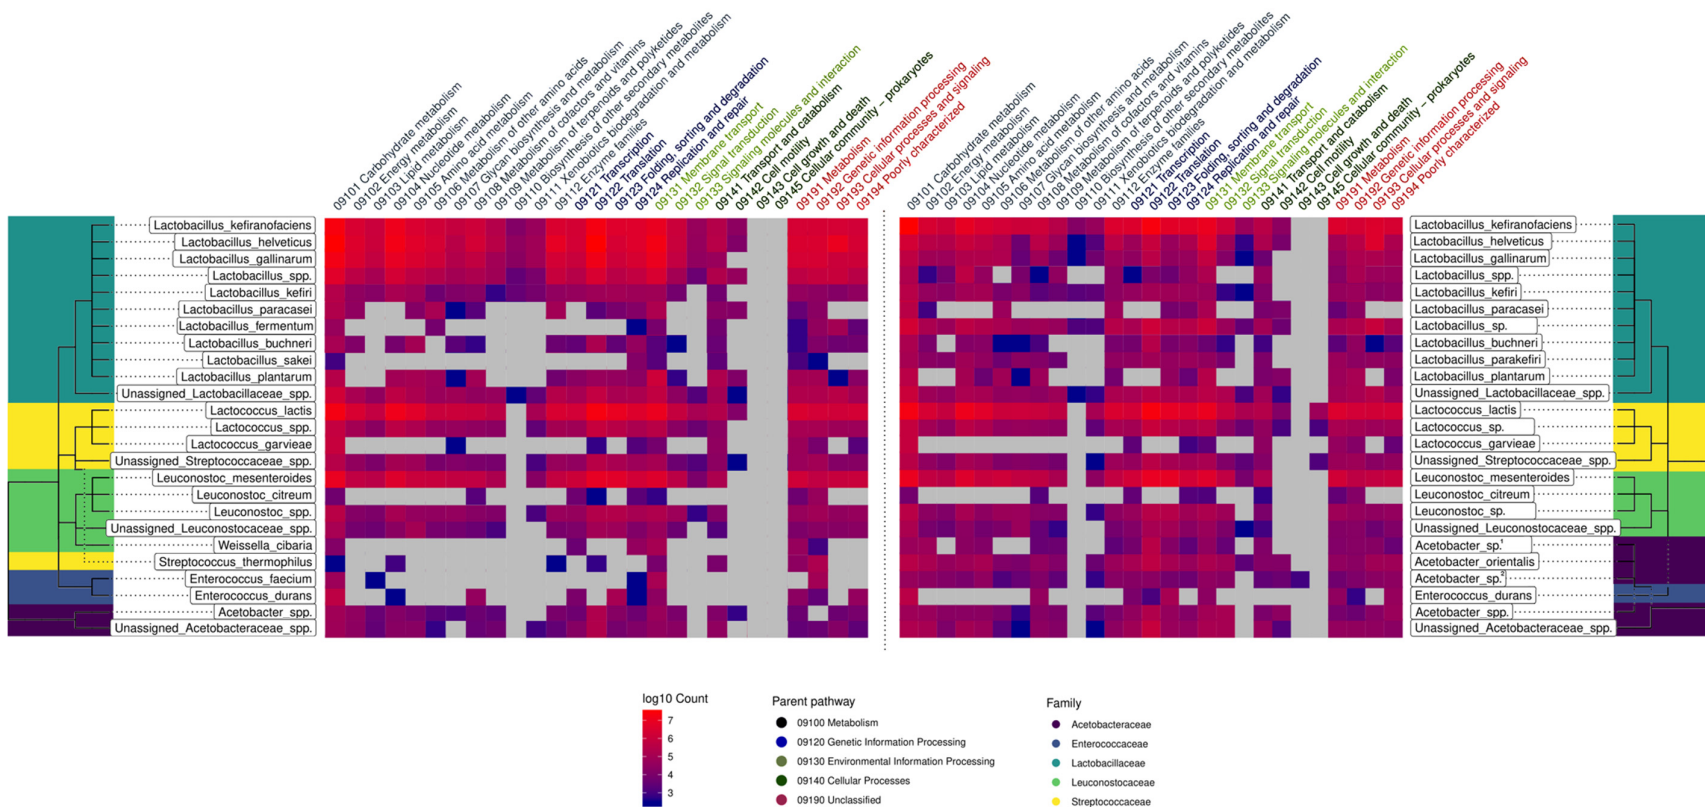 09101 Carbohydrate metabolism
09102 Energy metabolism
09103 Lipid metabolism
09104 Nucleotide metabolism
09105 Amino acid metabolism
09106 Metabolism of other amino acids
09107 Glycan biosynthesis and metabolism
09108 Metabolism of cofactors and vitamins
09109 Metabolism of terpenoids and polyketides
09110 Biosynthesis of other secondary metabolites
09111 Xenobiotics biodegradation and metabolism
09112 Enzyme families
09121 Transcription
09122 Translation
09123 Folding, sorting and degradation
09124 Replication and repair
09131 Membrane transport
09132 Signal transduction
09133 Signaling molecules and interaction
09141 Transport and catabolism
09142 Cell motility
09143 Cell growth and death
09145 Cellular community – prokaryotes
09191 Metabolism
09192 Genetic information processing
09193 Cellular processes and signaling
09194 Poorly characterized
09101 Carbohydrate metabolism
09102 Energy metabolism
09103 Lipid metabolism
09104 Nucleotide metabolism
09105 Amino acid metabolism
09106 Metabolism of other amino acids
09107 Glycan biosynthesis and metabolism
09108 Metabolism of cofactors and vitamins
09109 Metabolism of terpenoids and polyketides
09110 Biosynthesis of other secondary metabolites
09111 Xenobiotics biodegradation and metabolism
09112 Enzyme families
09121 Transcription
09122 Translation
09123 Folding, sorting and degradation
09124 Replication and repair
09131 Membrane transport
09132 Signal transduction
09133 Signaling molecules and interaction
09141 Transport and catabolism
09142 Cell motility
09143 Cell growth and death
09145 Cellular community – prokaryotes
09191 Metabolism
09192 Genetic information processing
09193 Cellular processes and signaling
09194 Poorly characterized
Lactobacillus_kefiranofaciens
Lactobacillus_helveticus
Lactobacillus_gallinarum
Lactobacillus_spp.
Lactobacillus_kefiri
Lactobacillus_paracasei
Lactobacillus_fermentum
Lactobacillus_buchneri
Lactobacillus_sakei
Lactobacillus_plantarum
Unassigned_Lactobacillaceae_spp.
Lactococcus_lactis
Lactococcus_spp.
Lactococcus_garvieae
Unassigned_Streptococcaceae_spp.
Leuconostoc_mesenteroides
Leuconostoc_citreum
Leuconostoc_spp.
Unassigned_Leuconostocaceae_spp.
Weissella_cibaria
Streptococcus_thermophilus
Enterococcus_faecium
Enterococcus_durans
Acetobacter_spp.
Unassigned_Acetobacteraceae_spp.
Lactobacillus_kefiranofaciens
Lactobacillus_helveticus
Lactobacillus_gallinarum
Lactobacillus_spp.
Lactobacillus_kefiri
Lactobacillus_paracasei
Lactobacillus_sp.
Lactobacillus_buchneri
Lactobacillus_parakefiri
Lactobacillus_plantarum
Unassigned_Lactobacillaceae_spp.
Lactococcus_lactis
Lactococcus_sp.
Lactococcus_garvieae
Unassigned_Streptococcaceae_spp.
Leuconostoc_mesenteroides
Leuconostoc_citreum
Leuconostoc_sp.
Unassigned_Leuconostocaceae_spp.
Acetobacter_sp.¹
Acetobacter_orientalis
Acetobacter_sp.²
Enterococcus_durans
Acetobacter_spp.
Unassigned_Acetobacteraceae_spp.
log10 Count
7
6
5
4
3
Parent pathway
09100 Metabolism
09120 Genetic Information Processing
09130 Environmental Information Processing
09140 Cellular Processes
09190 Unclassified
Family
Acetobacteraceae
Enterococcaceae
Lactobacillaceae
Leuconostocaceae
Streptococcaceae